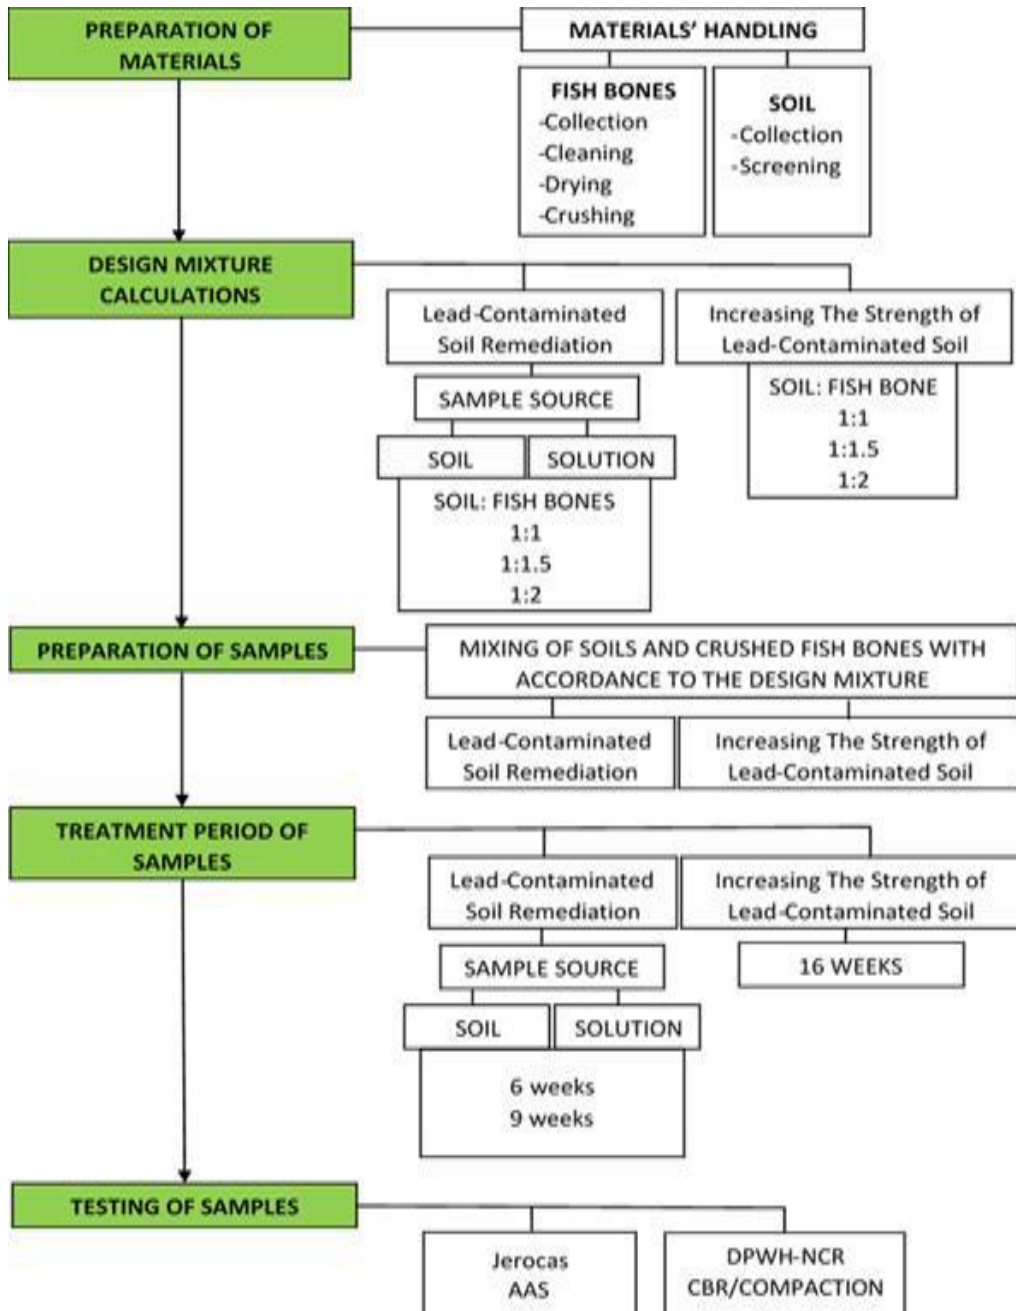 PREPARATION OF
MATERIALS
MATERIALS' HANDLING
FISH BONES
-Collection
-Cleaning
-Drying
-Crushing
SOIL
-Collection
-Screening
DESIGN MIXTURE
CALCULATIONS
Lead-Contaminated
Soil Remediation
SAMPLE SOURCE
SOIL
SOLUTION
SOIL: FISH BONES
1:1
1:1.5
1:2
Increasing The Strength of
Lead-Contaminated Soil
SOIL: FISH BONE
1:1
1:1.5
1:2
PREPARATION OF SAMPLES
MIXING OF SOILS AND CRUSHED FISH BONES WITH
ACCORDANCE TO THE DESIGN MIXTURE
Lead-Contaminated
Soil Remediation
Increasing The Strength of
Lead-Contaminated Soil
TREATMENT PERIOD OF
SAMPLES
Lead-Contaminated
Soil Remediation
SAMPLE SOURCE
SOIL
SOLUTION
6 weeks
9 weeks
Increasing The Strength of
Lead-Contaminated Soil
16 WEEKS
TESTING OF SAMPLES
Jerocas
AAS
DPWH-NCR
CBR/COMPACTION